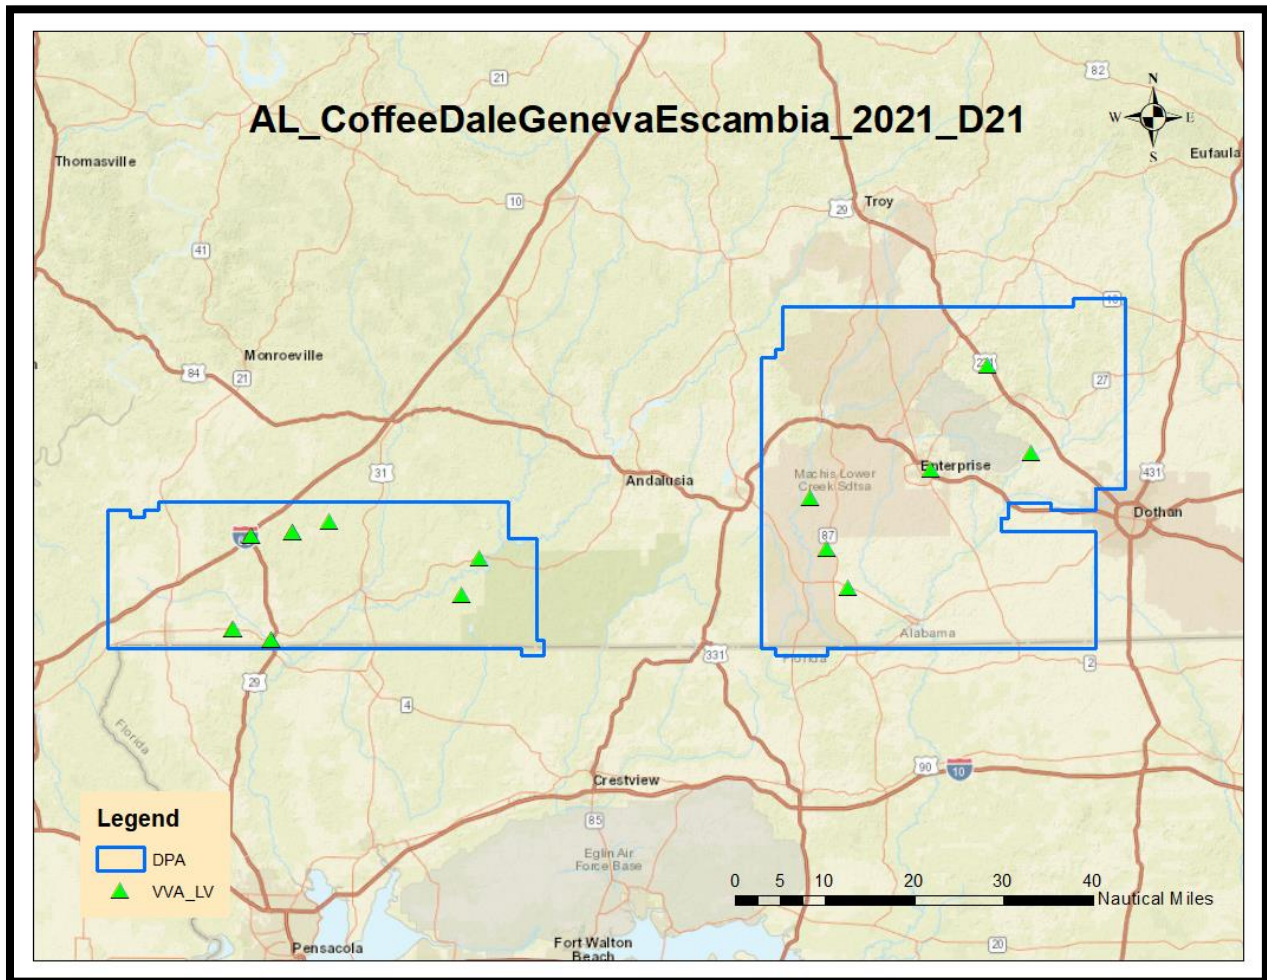 21
82
AL_CoffeeDaleGenevaEscambia_2021_D21
N
W E
S
Thomasville
Eufaula
10
29
Troy
41
10
Monroeville
84
21
27
31
Andalusia
Machis Lower
Creek Sdtsa
Enterprise
431
Dothan
87
Alabama
Florida
331
2
29
4
Florida
90
10
Crestview
85
Eglin Air
Force Base
Legend
DPA
VVA_LV
0 5 10 20 30 40
Nautical Miles
Pensacola
Fort Walton
Beach
20